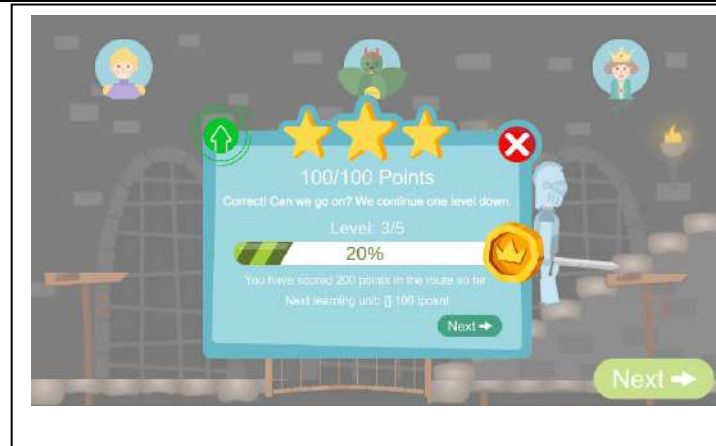 100/100 Points
Correct! Can we go on? We continue one level down.
Level: 3/5
20%
You have scored 200 points in the route so far.
Next learning unit: [] 100 ipoknl
Next
Next